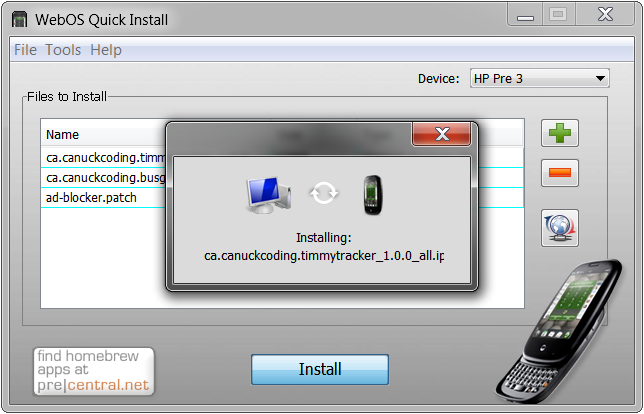 WebOS Quick Install
File Tools Help
Device: HP Pre 3
Files to Install
Name
ca.canuckcoding.timm
ca.canuckcoding.busg
ad-blocker.patch
Installing:
ca.canuckcoding.timmytracker_1.0.0_all.ip
find homebrew
apps at
pre|central.net
Install